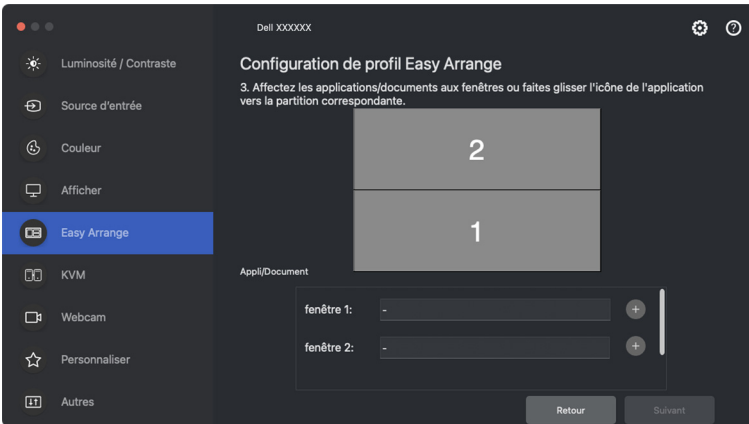 Dell XXXXXX
Luminosité / Contraste
Source d'entrée
Couleur
Afficher
Easy Arrange
KVM
Webcam
Personnaliser
Autres
Configuration de profil Easy Arrange
3. Affectez les applications/documents aux fenêtres ou faites glisser l'icône de l'application
vers la partition correspondante.
2
1
Appli/Document
fenêtre 1: -
fenêtre 2: -
Retour Suivant